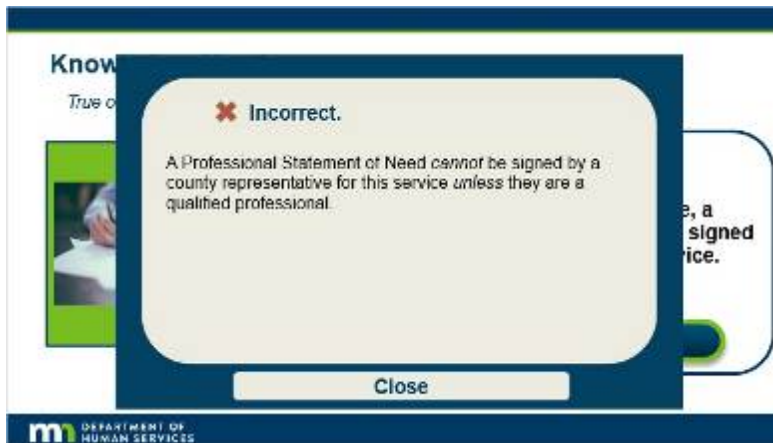 Know
True o
Incorrect.
A Professional Statement of Need cannot be signed by a
county representative for this service unless they are a
qualified professional.
e, a
signed
ice.
Close
mn DEPARTMENT OF
HUMAN SERVICES